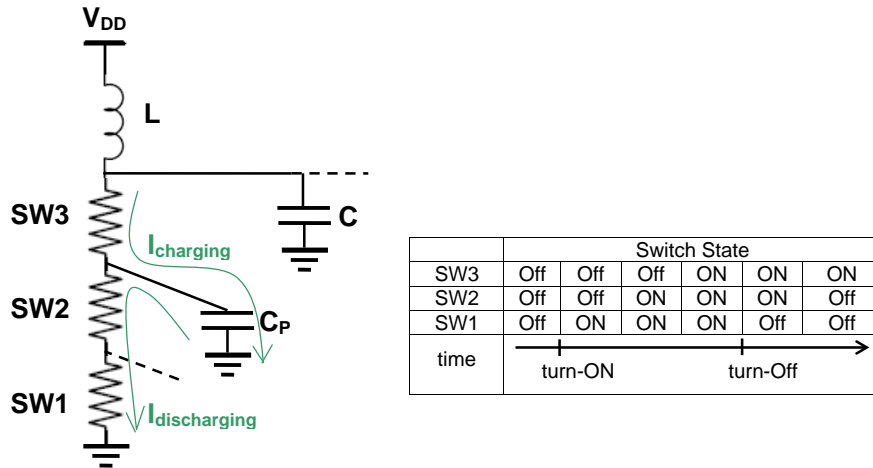 VDD
L
SW3
C
Icharging
SW2
CP
SW1
Idischarging
Switch State
SW3 Off Off Off ON ON ON
SW2 Off Off ON ON ON Off
SW1 Off ON ON ON Off Off
time
turn-ON turn-Off